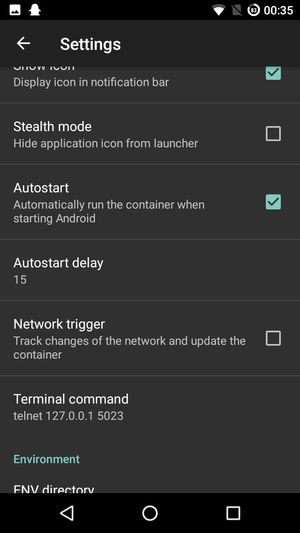 00:35
Settings
Show icon
Display icon in notification bar
Stealth mode
Hide application icon from launcher
Autostart
Automatically run the container when
starting Android
Autostart delay
15
Network trigger
Track changes of the network and update the
container
Terminal command
telnet 127.0.0.1 5023
Environment
ENV directory